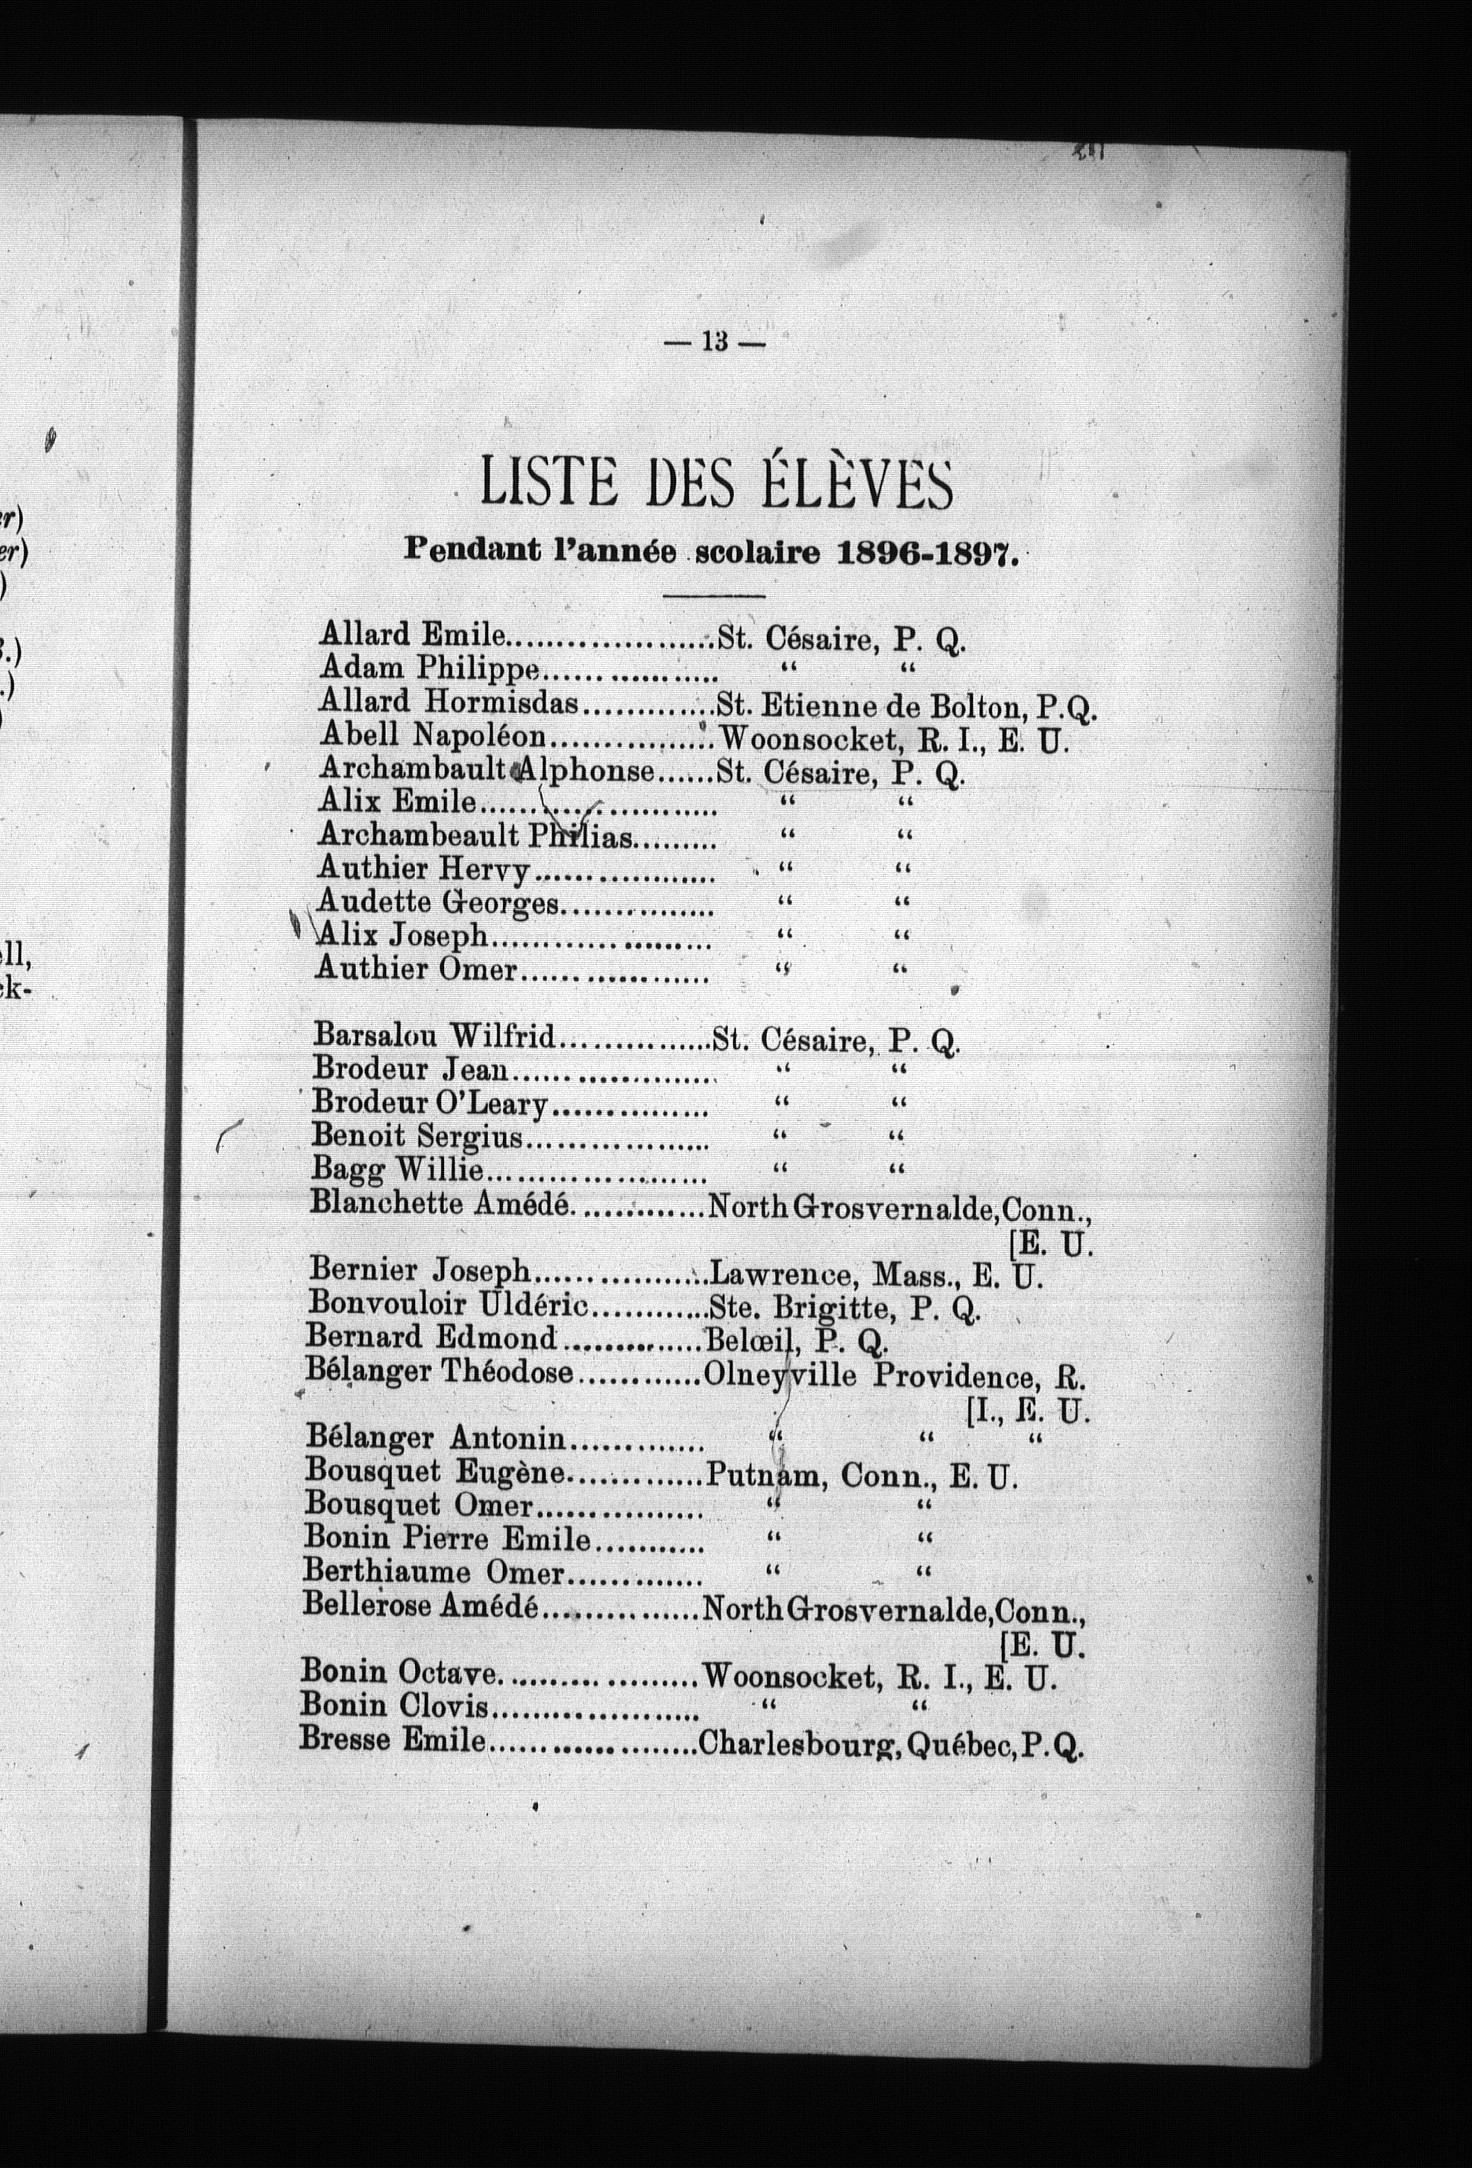 — 13 —
LISTE DES ÉLÈVES
Pendant l'année scolaire 1896-1897.
Allard Emile.....................St. Césaire, P. Q.
Adam Philippe.................. “ “
Allard Hormisdas.............St. Etienne de Bolton, P.Q.
Abell Napoléon................Woonsocket, R. I., E. U.
Archambault Alphonse......St. Césaire, P. Q.
Alix Emile........................ “ “
Archambeault Philias......... “ “
Authier Hervy................... “ “
Audette Georges................ “ “
Alix Joseph....................... “ “
Authier Omer.................... “ “
Barsalou Wilfrid...............St. Césaire, P. Q.
Brodeur Jean..................... “ “
Brodeur O'Leary................ “ “
Benoit Sergius................... “ “
Bagg Willie....................... “ “
Blanchette Amédé.............North Grosvernalde, Conn.,
[E. U.
Bernier Joseph..................Lawrence, Mass., E. U.
Bonvouloir Uldéric............Ste. Brigitte, P. Q.
Bernard Edmond..............Belœil, P. Q.
Bélanger Théodose............Olneyville Providence, R.
[I., E. U.
Bélanger Antonin.............. “ “ “
Bousquet Eugène..............Putnam, Conn., E. U.
Bousquet Omer................. “ “
Bonin Pierre Emile........... “ “
Berthiaume Omer.............. “ “
Bellerose Amédé................North Grosvernalde, Conn.,
[E. U.
Bonin Octave....................Woonsocket, R. I., E. U.
Bonin Clovis..................... “ “
Bresse Emile.....................Charlesbourg, Québec, P.Q.